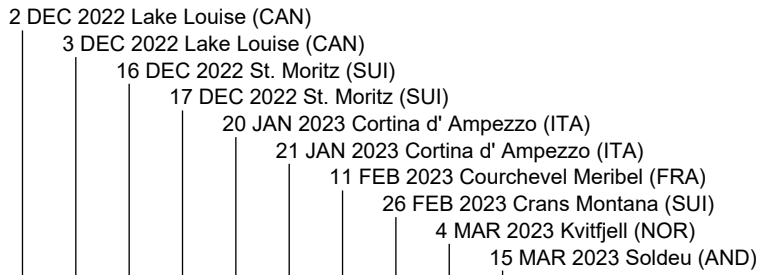 2 DEC 2022 Lake Louise (CAN)
3 DEC 2022 Lake Louise (CAN)
16 DEC 2022 St. Moritz (SUI)
17 DEC 2022 St. Moritz (SUI)
20 JAN 2023 Cortina d' Ampezzo (ITA)
21 JAN 2023 Cortina d' Ampezzo (ITA)
11 FEB 2023 Courchevel Meribel (FRA)
26 FEB 2023 Crans Montana (SUI)
4 MAR 2023 Kvitfjell (NOR)
15 MAR 2023 Soldeu (AND)